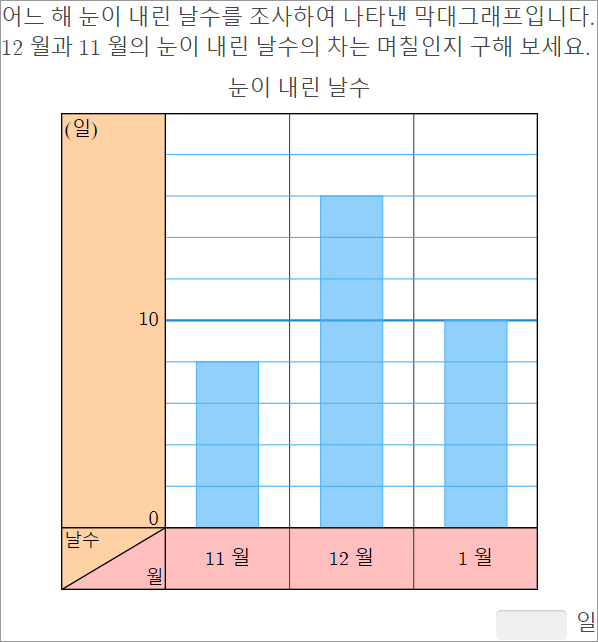 어느 해 눈이 내린 날수를 조사하여 나타낸 막대그래프입니다.
12 월과 11 월의 눈이 내린 날수의 차는 며칠인지 구해 보세요.
눈이 내린 날수
(일)
10
0
날수
월
11 월 12 월 1 월
일